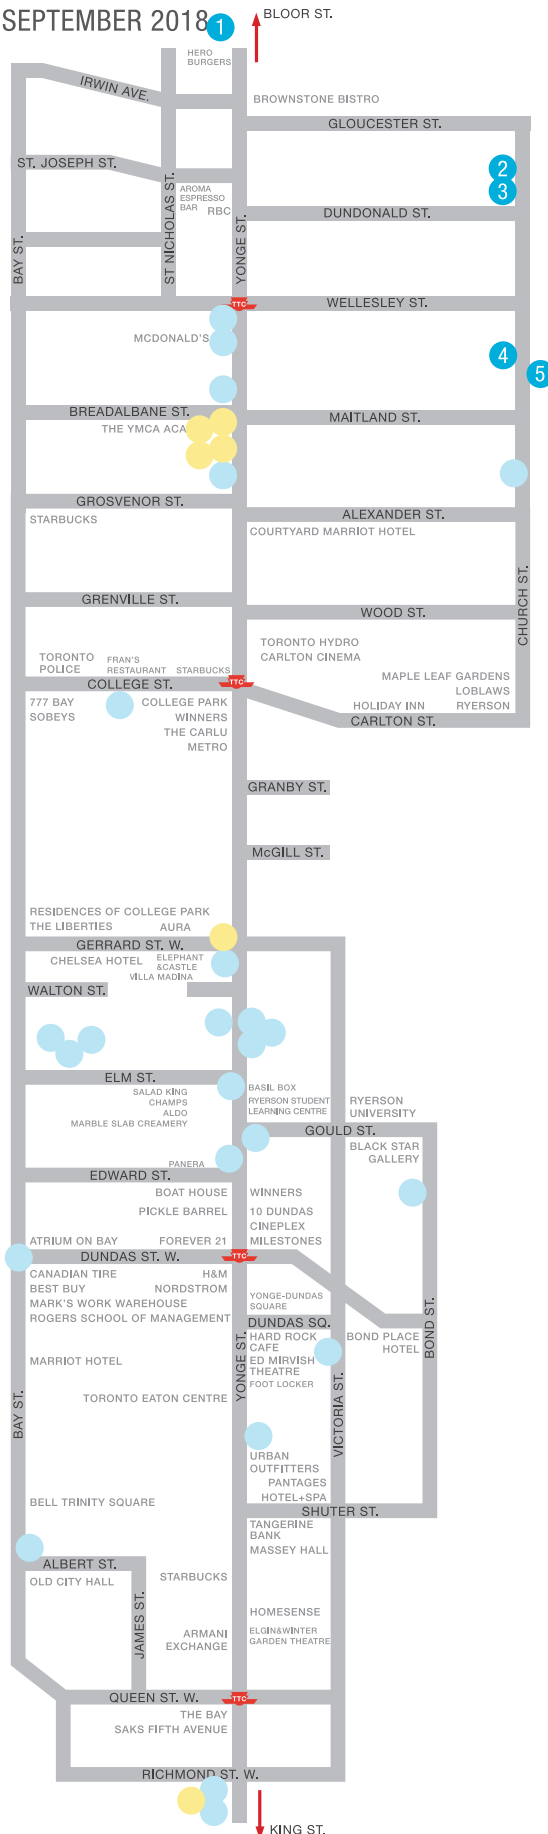 SEPTEMBER 2018
1
BLOOR ST.
HERO
BURGERS
IRWIN AVE.
BROWNSTONE BISTRO
GLOUCESTER ST.
ST. JOSEPH ST.
2
3
AROMA
ESPRESSO
BAR
RBC
DUNDONALD ST.
ST NICHOLAS ST.
YONGE ST.
BAY ST.
TTC
WELLESLEY ST.
MCDONALD'S
4
5
BREADALBANE ST.
MAITLAND ST.
THE YMCA ACA
GROSVENOR ST.
STARBUCKS
ALEXANDER ST.
COURTYARD MARRIOT HOTEL
GRENVILLE ST.
WOOD ST.
CHURCH ST.
TORONTO HYDRO
CARLTON CINEMA
TORONTO
POLICE
FRAN'S
RESTAURANT
STARBUCKS
COLLEGE ST.
TTC
MAPLE LEAF GARDENS
LOBLAWS
HOLIDAY INN
RYERSON
CARLTON ST.
777 BAY
SOBEYS
COLLEGE PARK
WINNERS
THE CARLU
METRO
GRANBY ST.
McGILL ST.
RESIDENCES OF COLLEGE PARK
THE LIBERTIES
AURA
GERRARD ST. W.
CHELSEA HOTEL
ELEPHANT
&CASTLE
VILLA MADINA
WALTON ST.
ELM ST.
SALAD KING
CHAMPS
ALDO
MARBLE SLAB CREAMERY
BASIL BOX
RYERSON STUDENT
LEARNING CENTRE
RYERSON
UNIVERSITY
GOULD ST.
BLACK STAR
GALLERY
PANERA
EDWARD ST.
BOAT HOUSE
WINNERS
PICKLE BARREL
10 DUNDAS
CINEPLEX
MILESTONES
ATRIUM ON BAY
FOREVER 21
DUNDAS ST. W.
TTC
CANADIAN TIRE
H&M
BEST BUY
NORDSTROM
MARK'S WORK WAREHOUSE
ROGERS SCHOOL OF MANAGEMENT
YONGE-DUNDAS
SQUARE
DUNDAS SQ.
HARD ROCK
CAFE
ED MIRVISH
THEATRE
FOOT LOCKER
BOND PLACE
HOTEL
BOND ST.
MARRIOT HOTEL
YONGE ST.
BAY ST.
VICTORIA ST.
TORONTO EATON CENTRE
URBAN
OUTFITTERS
PANTAGES
HOTEL+SPA
SHUTER ST.
BELL TRINITY SQUARE
TANGERINE
BANK
MASSEY HALL
ALBERT ST.
OLD CITY HALL
STARBUCKS
JAMES ST.
HOMESENSE
ARMANI
EXCHANGE
ELGIN&WINTER
GARDEN THEATRE
QUEEN ST. W.
TTC
THE BAY
SAKS FIFTH AVENUE
RICHMOND ST. W.
KING ST.